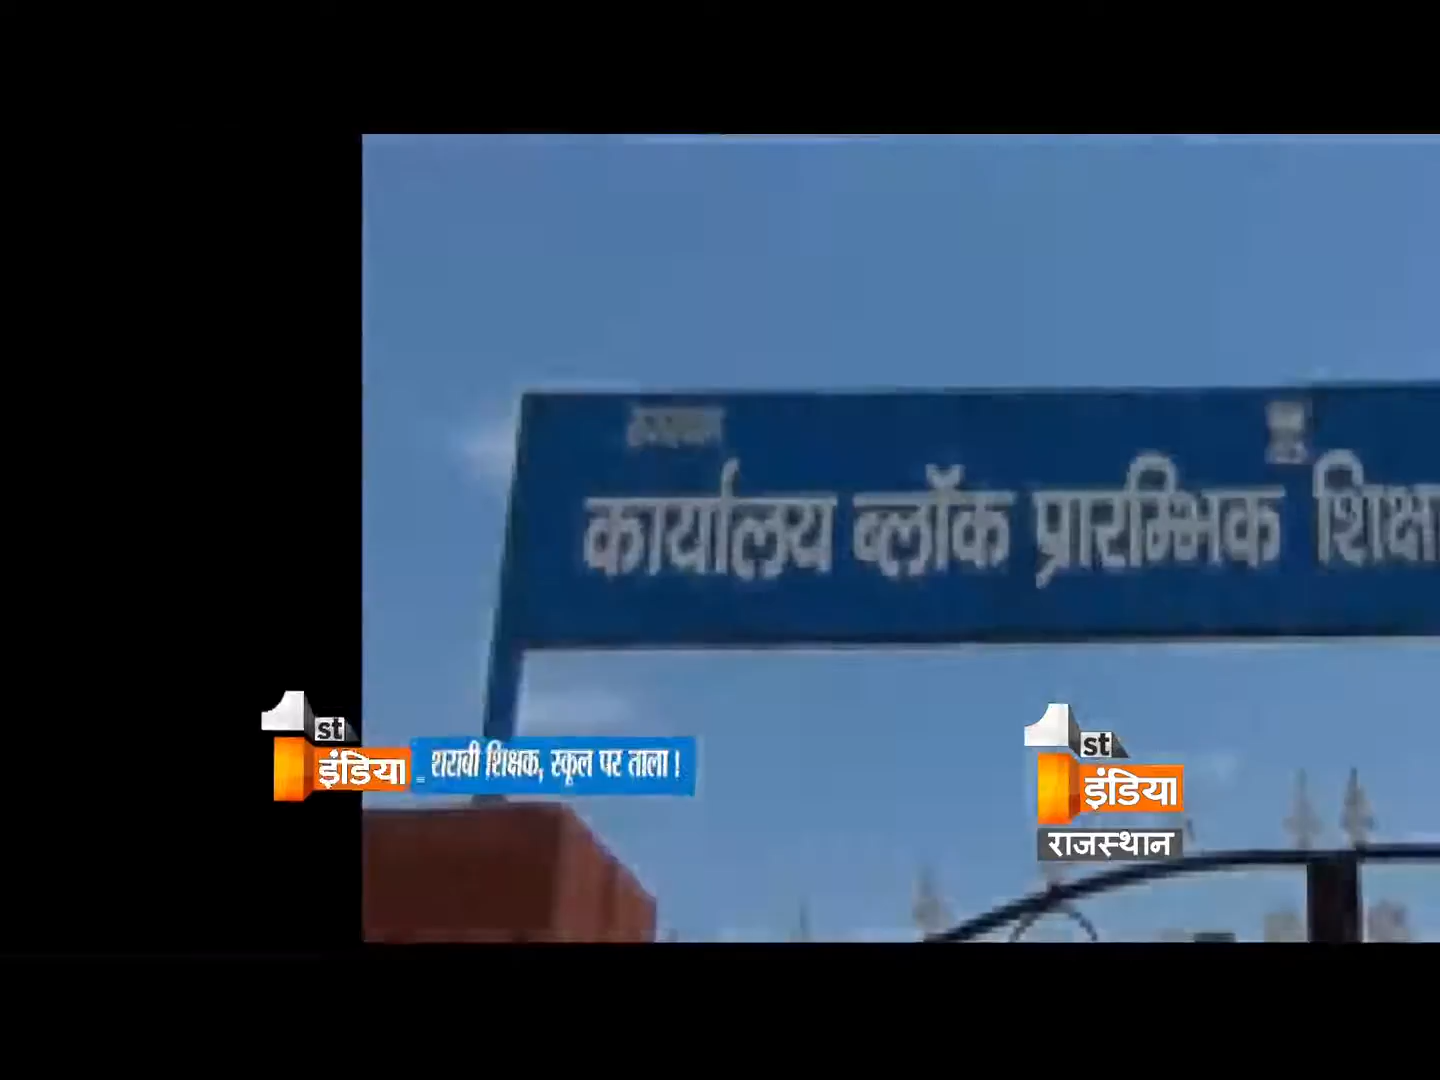 कार्यालय ब्लॉक प्रारम्भिक शिक्षा
1st
इंडिया
शराबी शिक्षक, स्कूल पर ताला !
1st
इंडिया
राजस्थान